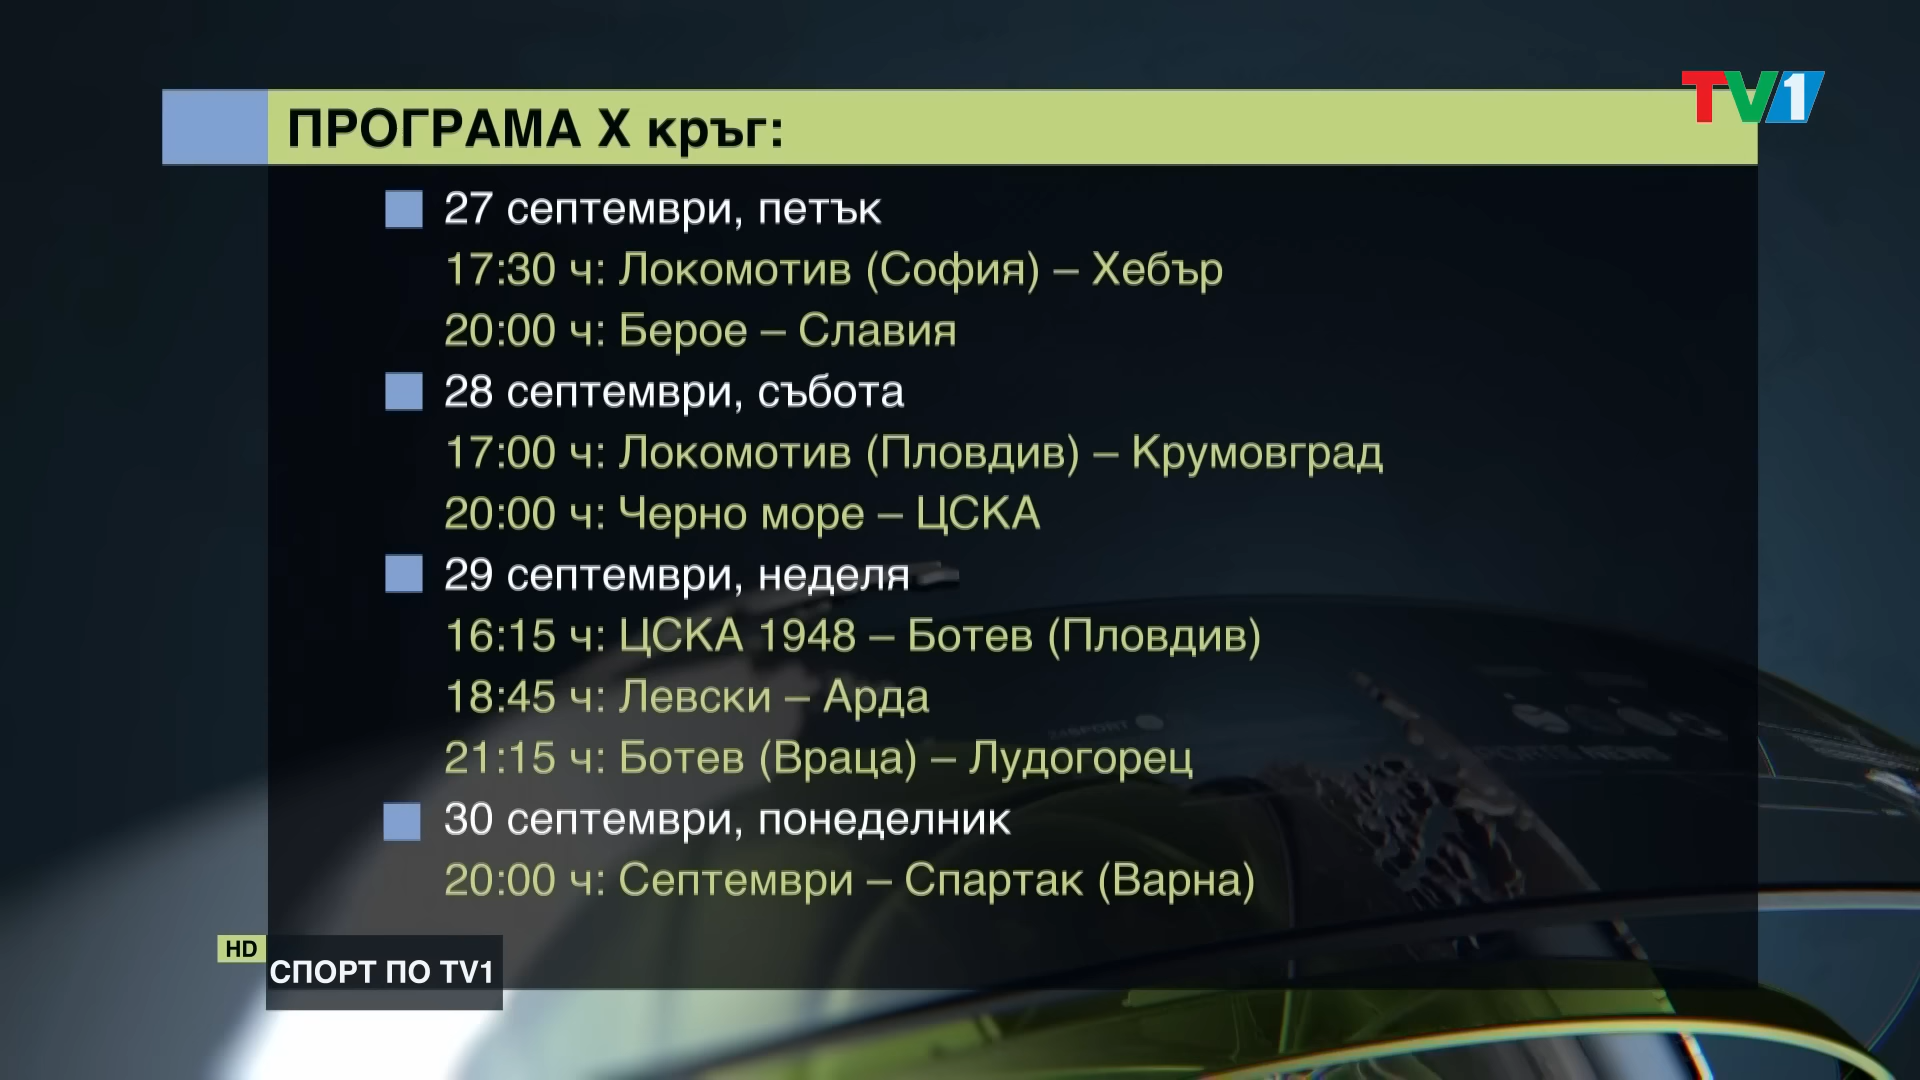 TV1
ПРОГРАМА X кръг:
27 септември, петък
17:30 ч: Локомотив (София) – Хебър
20:00 ч: Берое – Славия
28 септември, събота
17:00 ч: Локомотив (Пловдив) – Крумовград
20:00 ч: Черно море – ЦСКА
29 септември, неделя
16:15 ч: ЦСКА 1948 – Ботев (Пловдив)
18:45 ч: Левски – Арда
21:15 ч: Ботев (Враца) – Лудогорец
30 септември, понеделник
20:00 ч: Септември – Спартак (Варна)
HD
СПОРТ ПО TV1